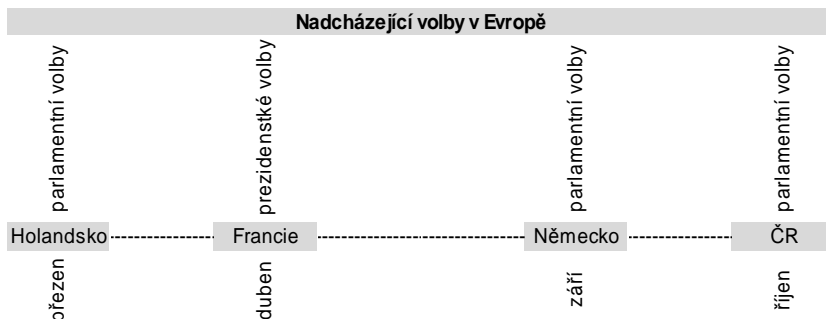 Nadcházející volby v Evropě
parlamentní volby
prezidenstké volby
parlamentní volby
parlamentní volby
Holandsko
Francie
Německo
ČR
březen
duben
září
říjen